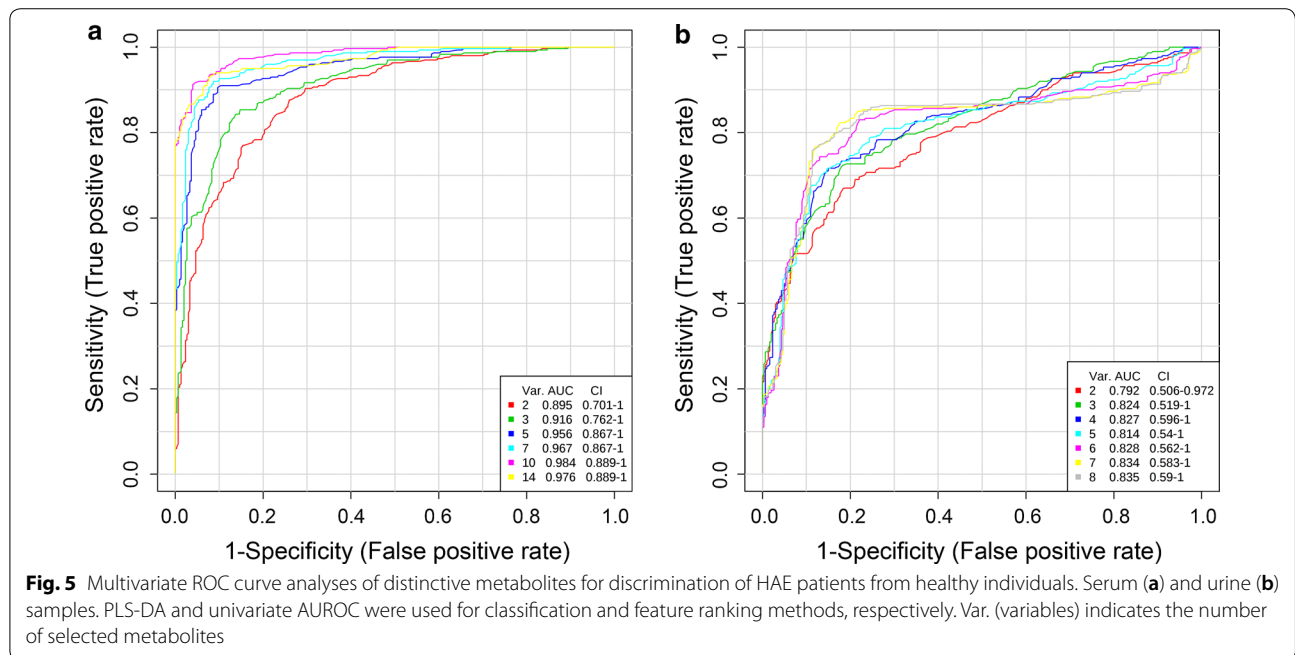 a
Sensitivity (True positive rate)
1.0
0.8
0.6
0.4
0.2
0.0
Var. AUC CI
2 0.895 0.701-1
3 0.916 0.762-1
5 0.956 0.867-1
7 0.967 0.867-1
10 0.984 0.889-1
14 0.976 0.889-1
0.0 0.2 0.4 0.6 0.8 1.0
1-Specificity (False positive rate)
b
Sensitivity (True positive rate)
1.0
0.8
0.6
0.4
0.2
0.0
Var. AUC CI
2 0.792 0.506-0.972
3 0.824 0.519-1
4 0.827 0.596-1
5 0.814 0.54-1
6 0.828 0.562-1
7 0.834 0.583-1
8 0.835 0.59-1
0.0 0.2 0.4 0.6 0.8 1.0
1-Specificity (False positive rate)
Fig. 5 Multivariate ROC curve analyses of distinctive metabolites for discrimination of HAE patients from healthy individuals. Serum (a) and urine (b)
samples. PLS-DA and univariate AUROC were used for classification and feature ranking methods, respectively. Var. (variables) indicates the number
of selected metabolites